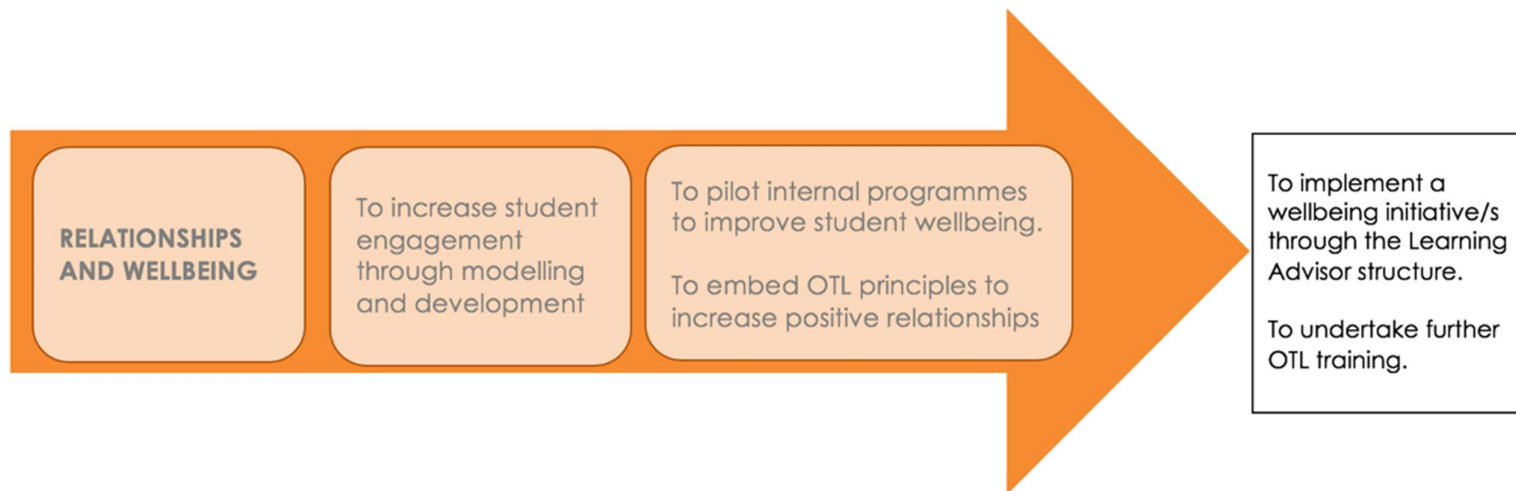 RELATIONSHIPS
AND WELLBEING
To increase student
engagement
through modelling
and development
To pilot internal programmes
to improve student wellbeing.
To embed OTL principles to
increase positive relationships
To implement a
wellbeing initiative/s
through the Learning
Advisor structure.
To undertake further
OTL training.